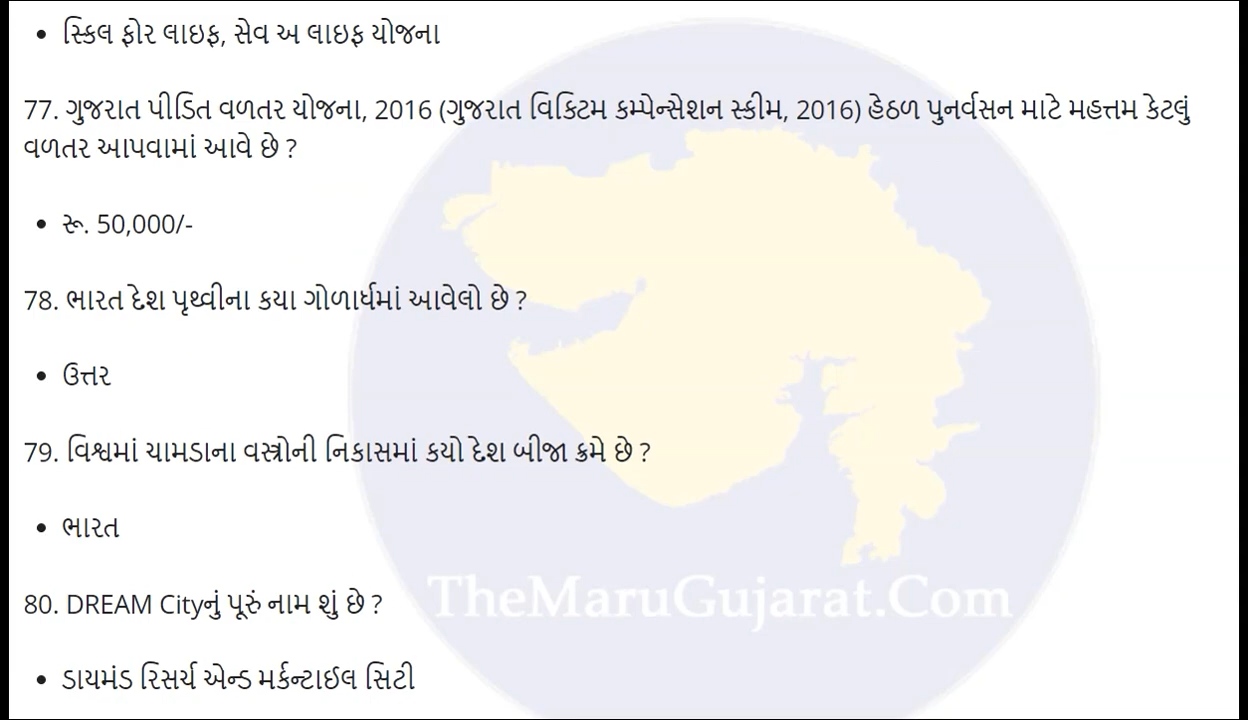 • સ્કિલ ફોર લાઇફ, સેવ અ લાઇફ યોજના
77. ગુજરાત પીડિત વળતર યોજના, 2016 (ગુજરાત વિક્ટિમ કમ્પેન્સેશન સ્કીમ, 2016) હેઠળ પુનર્વસન માટે મહત્તમ કેટલું
વળતર આપવામાં આવે છે ?
• રૂ. 50,000/-
78. ભારત દેશ પૃથ્વીના કયા ગોળાર્ધમાં આવેલો છે ?
• ઉત્તર
79. વિશ્વમાં ચામડાના વસ્ત્રોની નિકાસમાં કયો દેશ બીજા ક્રમે છે ?
• ભારત
80. DREAM Cityનું પૂરું નામ શું છે ?
TheMaruGujarat.Com
• ડાયમંડ રિસર્ચ એન્ડ મર્કન્ટાઈલ સિટી